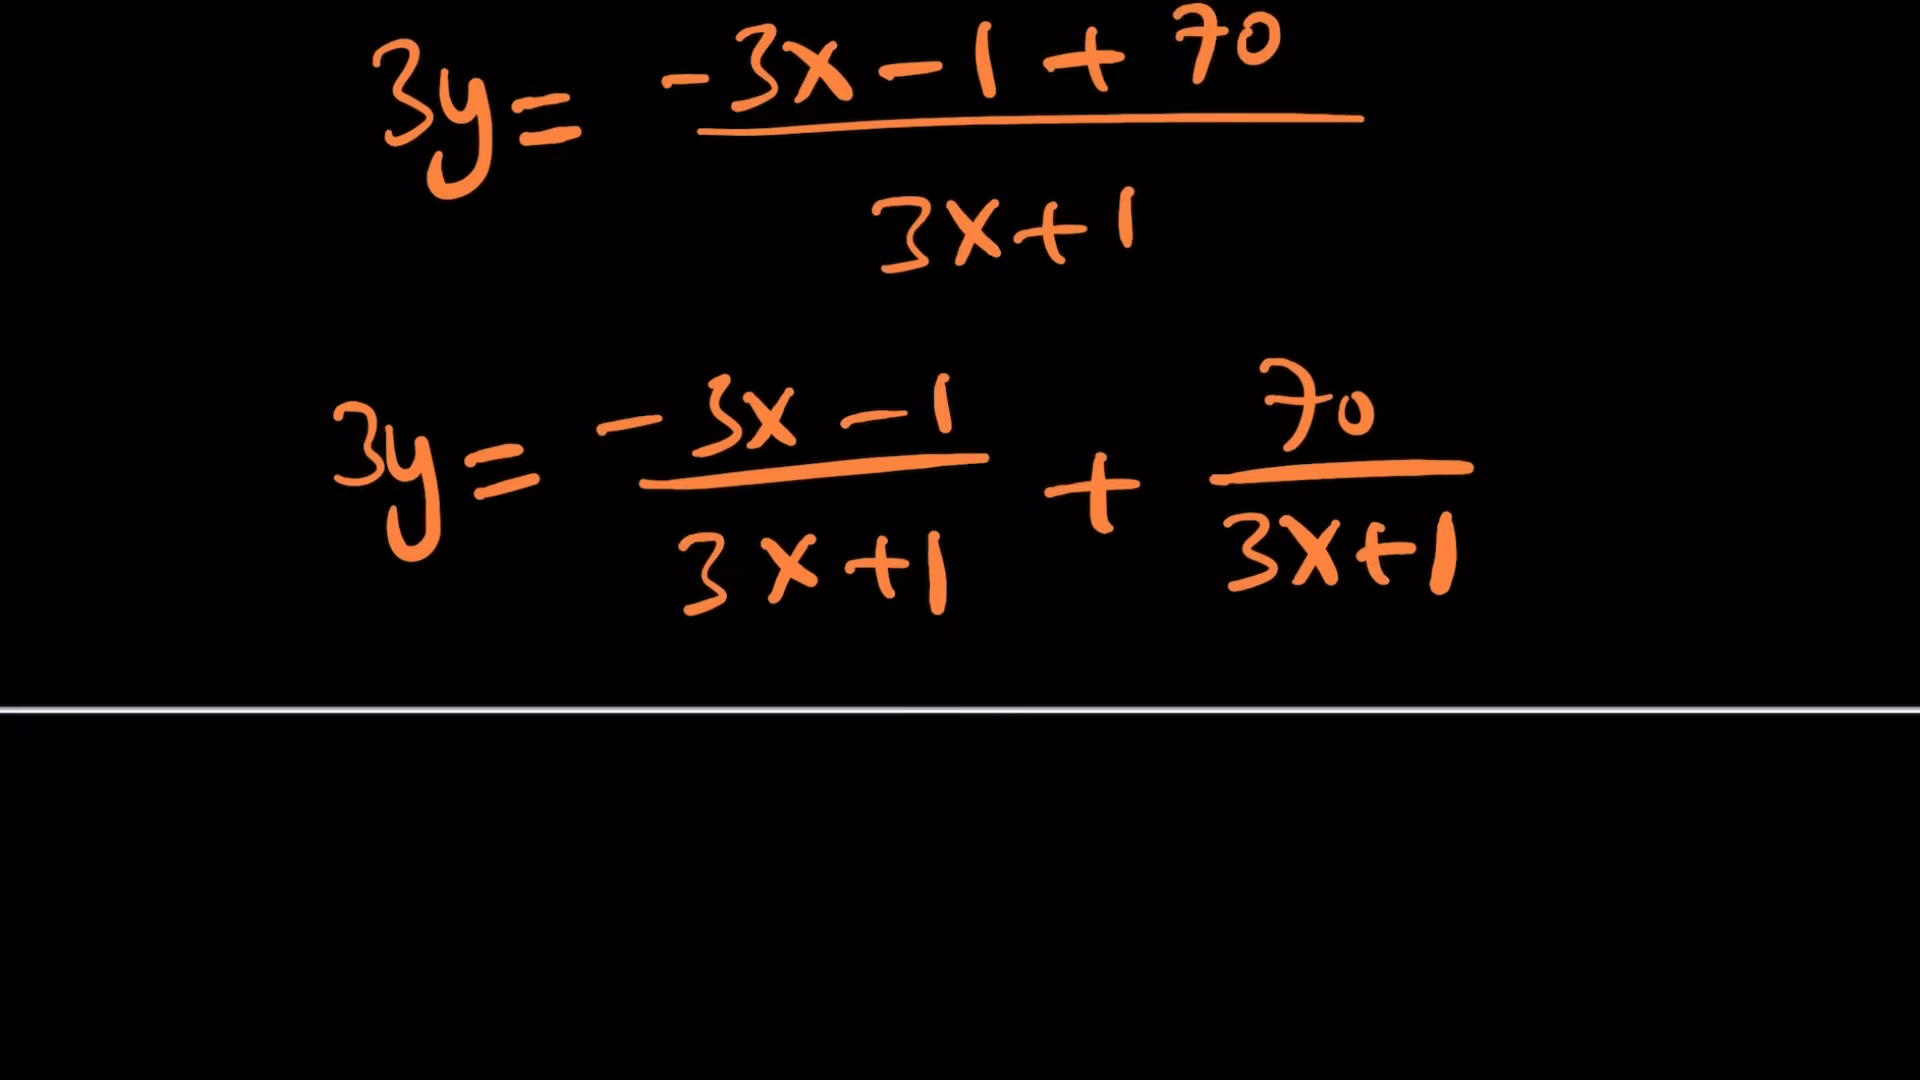 3y = (-3x - 1 + 70)/(3x + 1)
3y = (-3x - 1)/(3x + 1) + 70/(3x + 1)